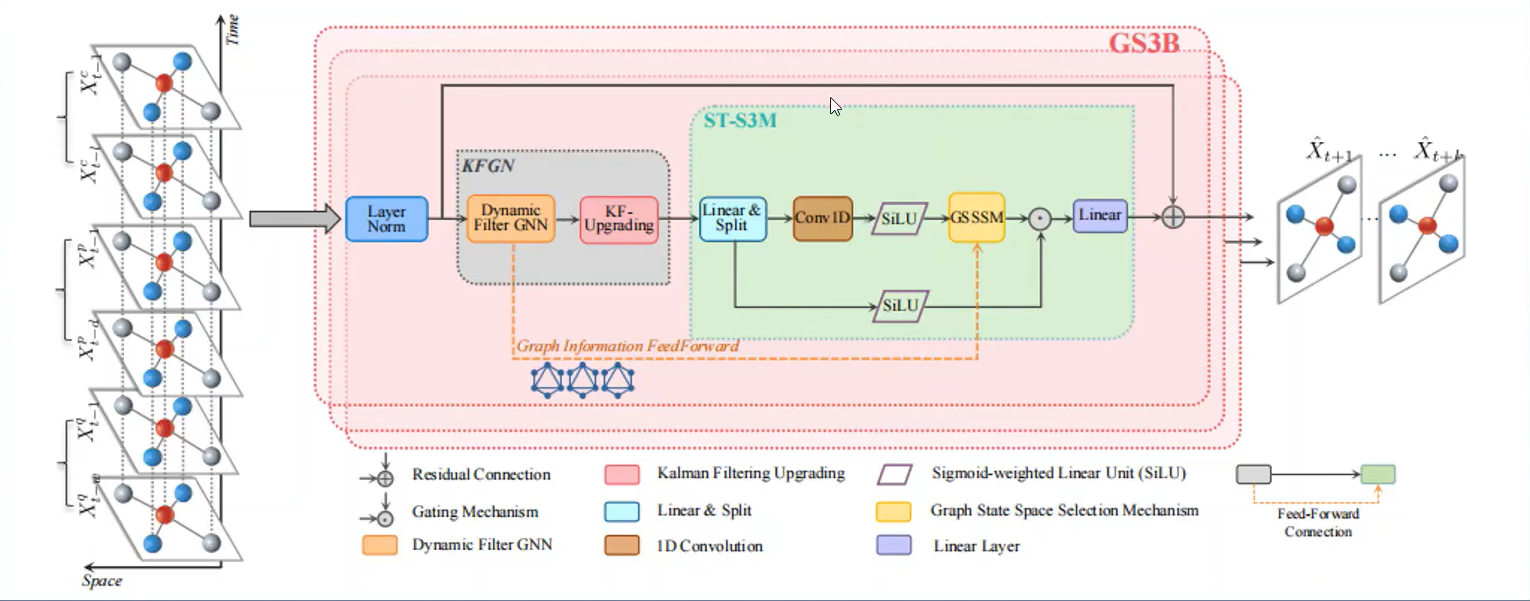 Time
GS3B
X^c_{t-1}
X^c_{t-l}
X^p_{t-1}
X^p_{t-d}
X^q_{t-1}
X^q_{t-w}
Space
Layer
Norm
KFGN
Dynamic
Filter GNN
KF-
Upgrading
ST-S3M
Linear &
Split
Conv1D
SiLU
GSSSM
Linear
SiLU
Graph Information FeedForward
X̂_{t+1} ...
Residual Connection
Gating Mechanism
Dynamic Filter GNN
Kalman Filtering Upgrading
Linear & Split
1D Convolution
Sigmoid-weighted Linear Unit (SiLU)
Graph State Space Selection Mechanism
Linear Layer
Feed-Forward
Connection